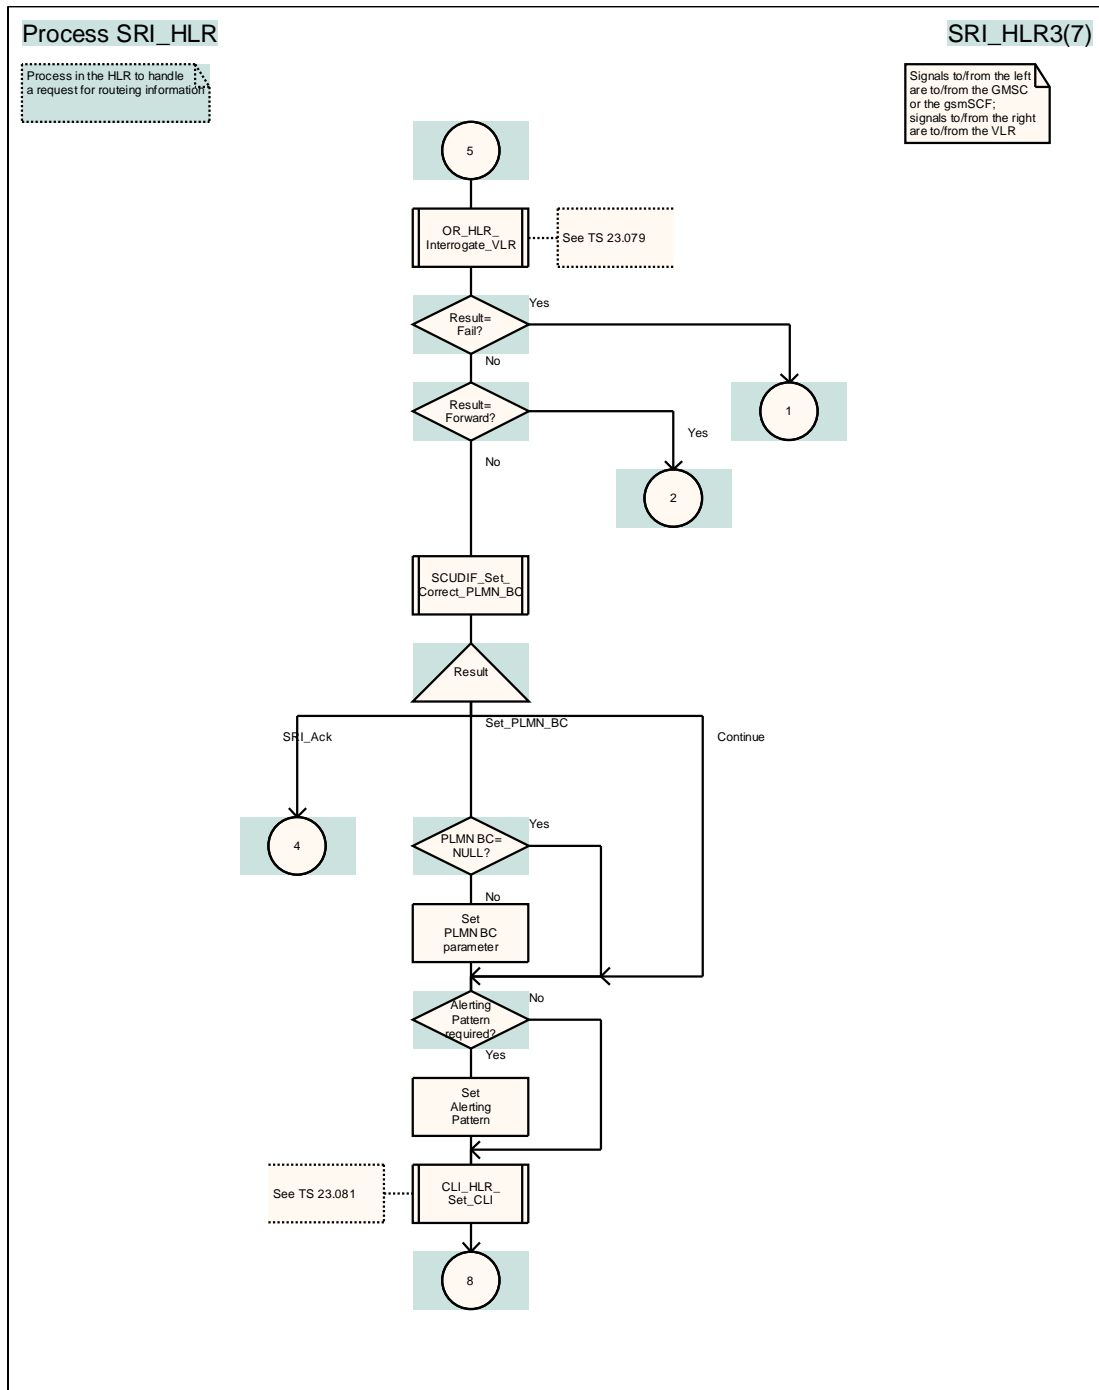 Process SRI_HLR
SRI_HLR3(7)
Process in the HLR to handle
a request for routeing information
Signals to/from the left
are to/from the GMSC
or the gsmSCF;
signals to/from the right
are to/from the VLR
5
OR_HLR_
Interrogate_VLR
See TS 23.079
Result=
Fail?
Yes
No
1
Result=
Forward?
Yes
No
2
SCUDIF_Set_
Correct_PLMN_BC
Result
SRI_Ack
Set_PLMN_BC
Continue
4
PLMN BC=
NULL?
Yes
No
Set
PLMN BC
parameter
Alerting
Pattern
required?
No
Yes
Set
Alerting
Pattern
See TS 23.081
CLI_HLR_
Set_CLI
8